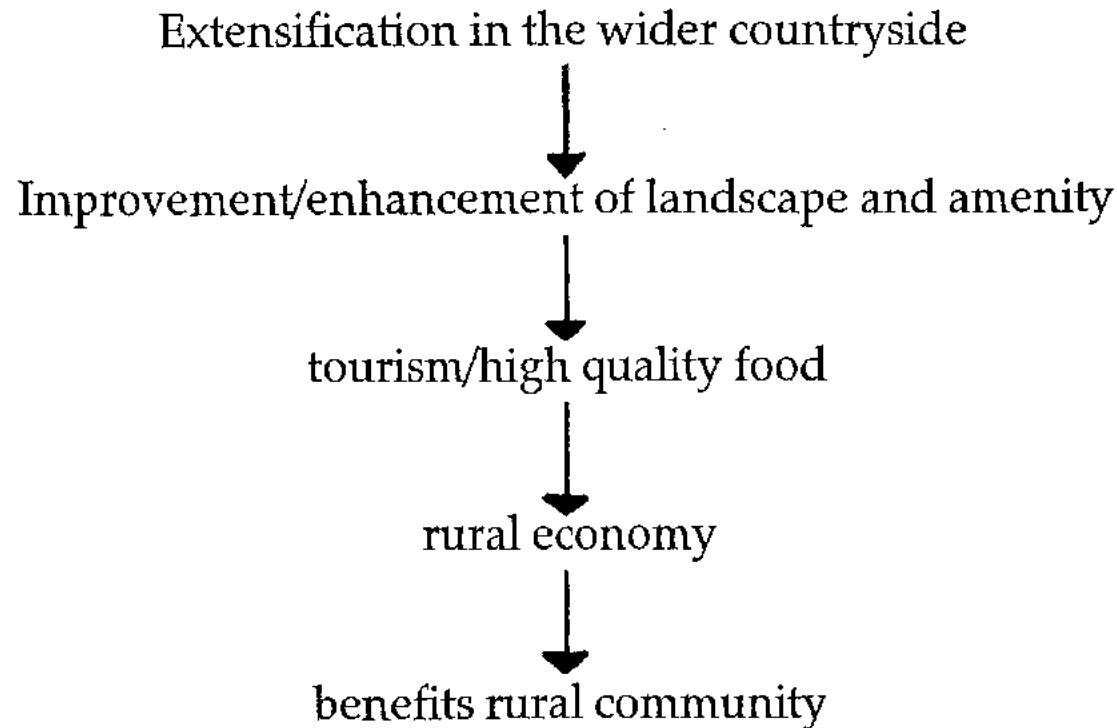 Extensification in the wider countryside
Improvement/enhancement of landscape and amenity
tourism/high quality food
rural economy
benefits rural community